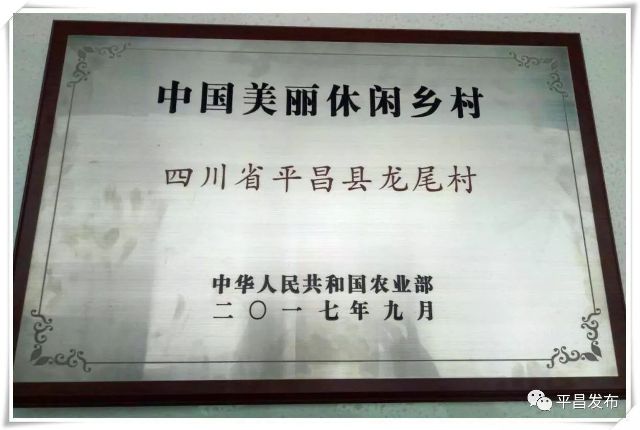 中国美丽休闲乡村
四川省平昌县龙尾村
中华人民共和国农业部
二〇一七年九月
平昌发布